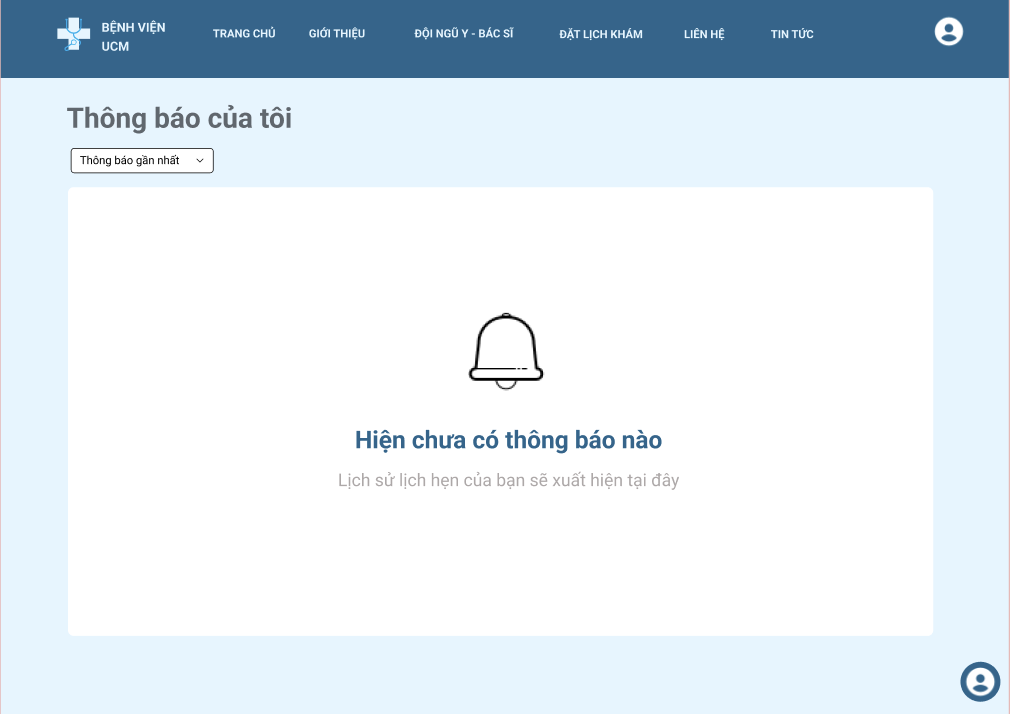 BỆNH VIỆN
UCM
TRANG CHỦ
GIỚI THIỆU
ĐỘI NGŨ Y - BÁC SĨ
ĐẶT LỊCH KHÁM
LIÊN HỆ
TIN TỨC
Thông báo của tôi
Thông báo gần nhất
Hiện chưa có thông báo nào
Lịch sử lịch hẹn của bạn sẽ xuất hiện tại đây